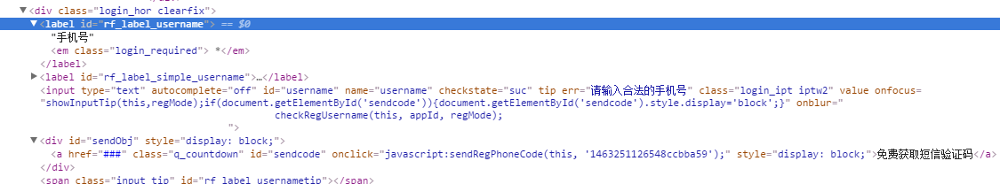 <div class="login_hor clearfix">
▼<label id="rf_label_username"> == $0
"手机号"
<em class="login_required"> *</em>
</label>
▶<label id="rf_label_simple_username">…</label>
<input type="text" autocomplete="off" id="username" name="username" checkstate="suc" tip err="请输入合法的手机号" class="login_ipt iptw2" value onfocus=
"showInputTip(this,regMode);if(document.getElementById('sendcode')){document.getElementById('sendcode').style.display='block';}" onblur="
checkRegUsername(this, appId, regMode);
">
▼<div id="sendObj" style="display: block;">
<a href="###" class="q_countdown" id="sendcode" onclick="javascript:sendRegPhoneCode(this, '1463251126548ccbba59');" style="display: block;">免费获取短信验证码</a>
</div>
<span class="input_tip" id="rf_label_usernametip"></span>